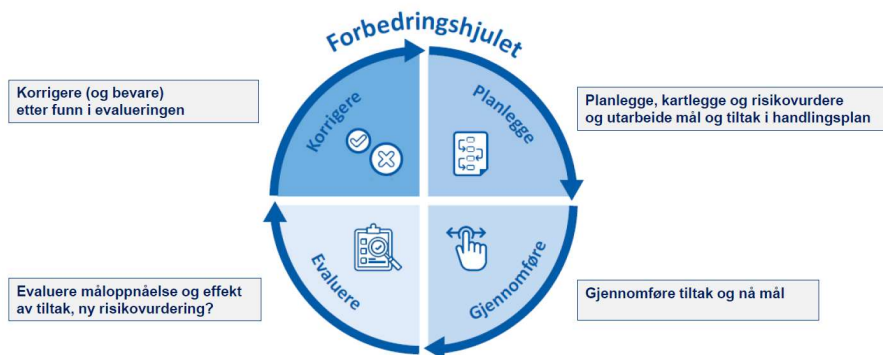 Forbedringshjulet
Korrigere (og bevare)
etter funn i evalueringen
Korrigere
Planlegge
Planlegge, kartlegge og risikovurdere
og utarbeide mål og tiltak i handlingsplan
Evaluere måloppnåelse og effekt
av tiltak, ny risikovurdering?
Evaluere
Gjennomføre
Gjennomføre tiltak og nå mål